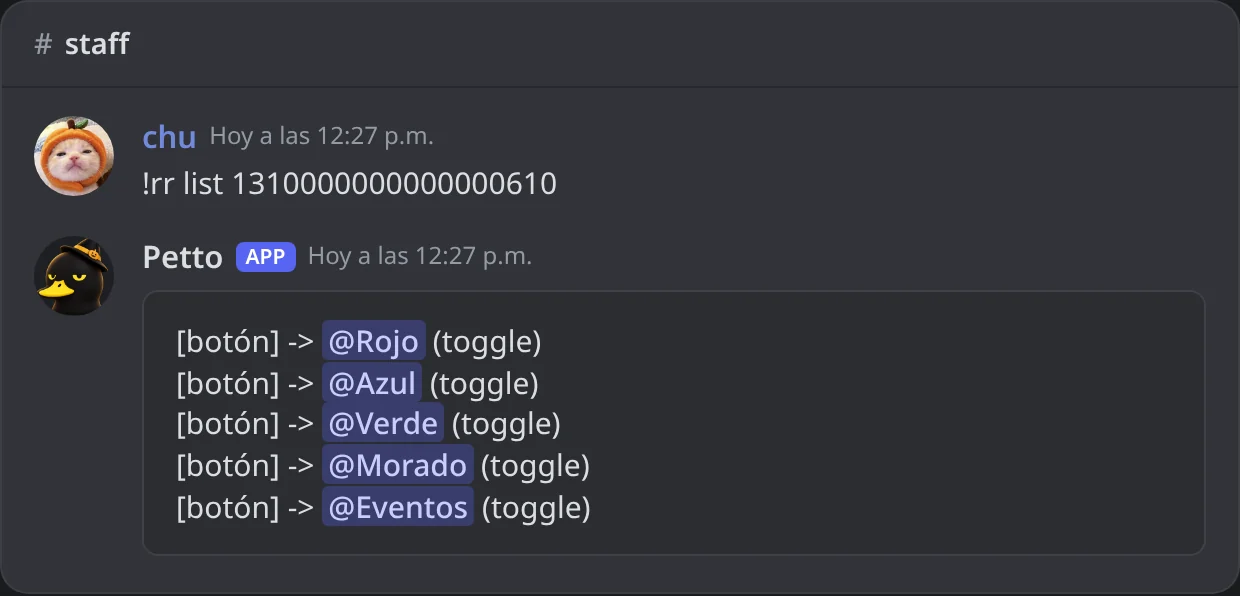 # staff
chu Hoy a las 12:27 p.m.
!rr list 1310000000000000610
Petto APP Hoy a las 12:27 p.m.
[botón] -> @Rojo (toggle)
[botón] -> @Azul (toggle)
[botón] -> @Verde (toggle)
[botón] -> @Morado (toggle)
[botón] -> @Eventos (toggle)